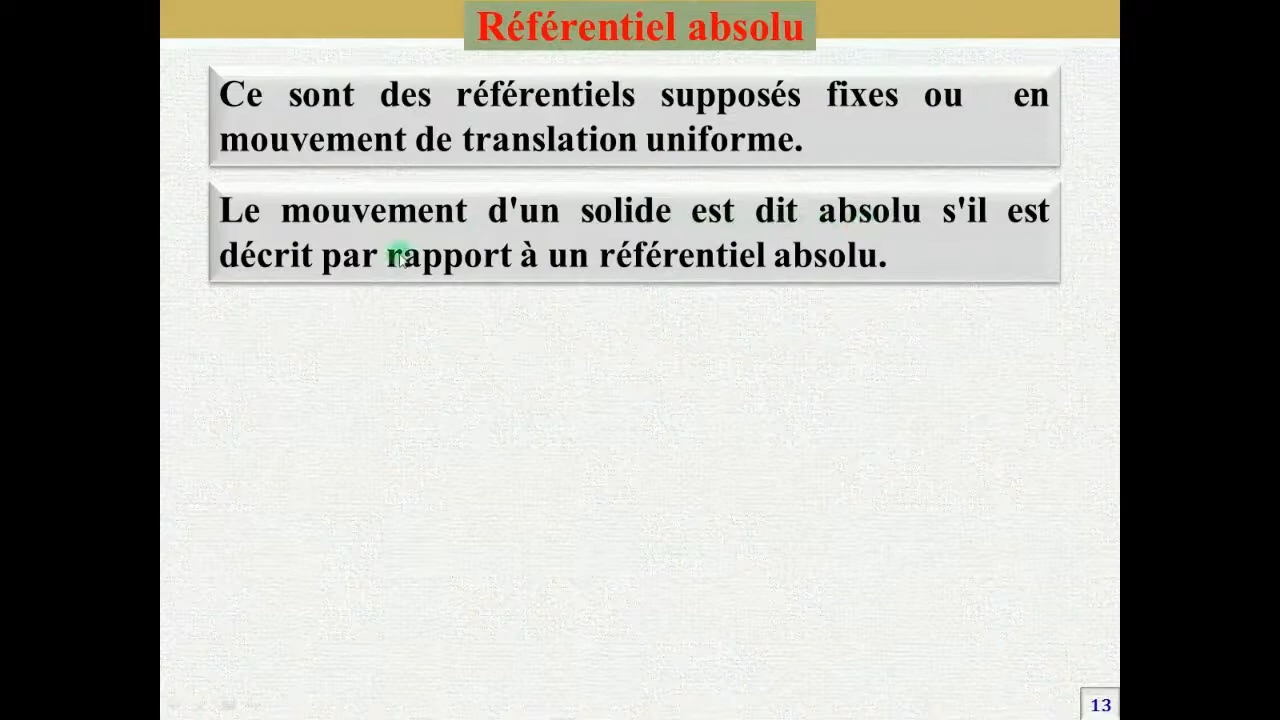 Référentiel absolu
Ce sont des référentiels supposés fixes ou en
mouvement de translation uniforme.
Le mouvement d'un solide est dit absolu s'il est
décrit par rapport à un référentiel absolu.
13